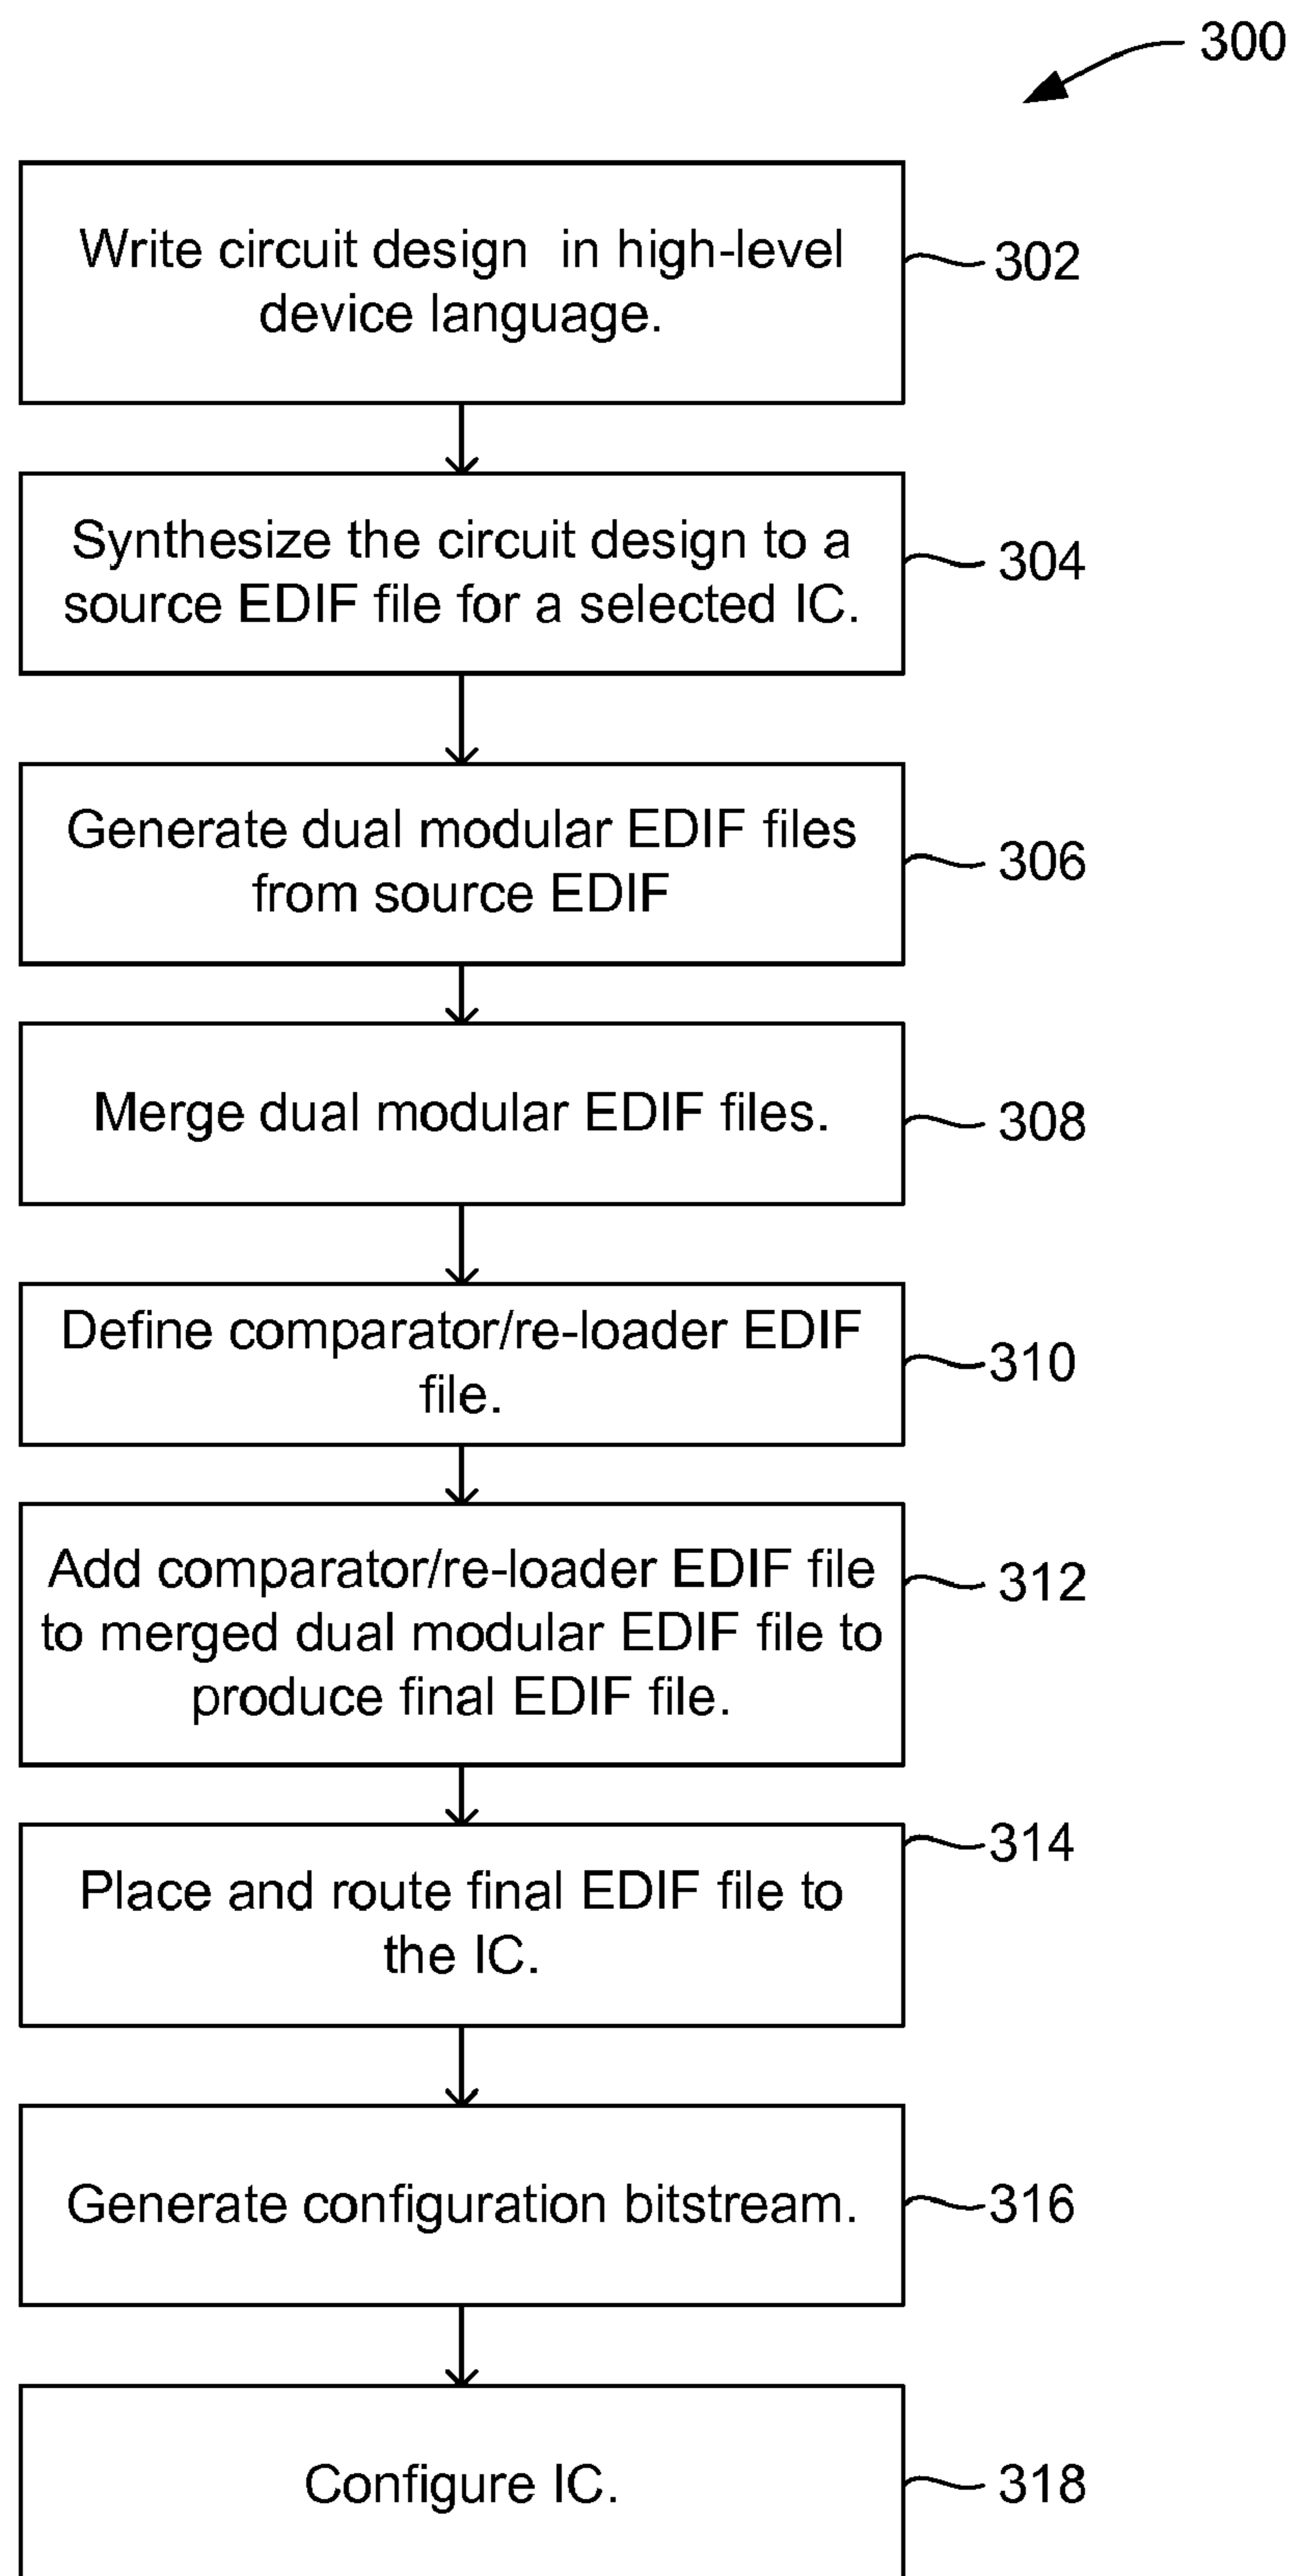 300
Write circuit design in high-level
device language.
302
Synthesize the circuit design to a
source EDIF file for a selected IC.
304
Generate dual modular EDIF files
from source EDIF
306
Merge dual modular EDIF files.
308
Define comparator/re-loader EDIF
file.
310
Add comparator/re-loader EDIF file
to merged dual modular EDIF file to
produce final EDIF file.
312
Place and route final EDIF file to
the IC.
314
Generate configuration bitstream.
316
Configure IC.
318